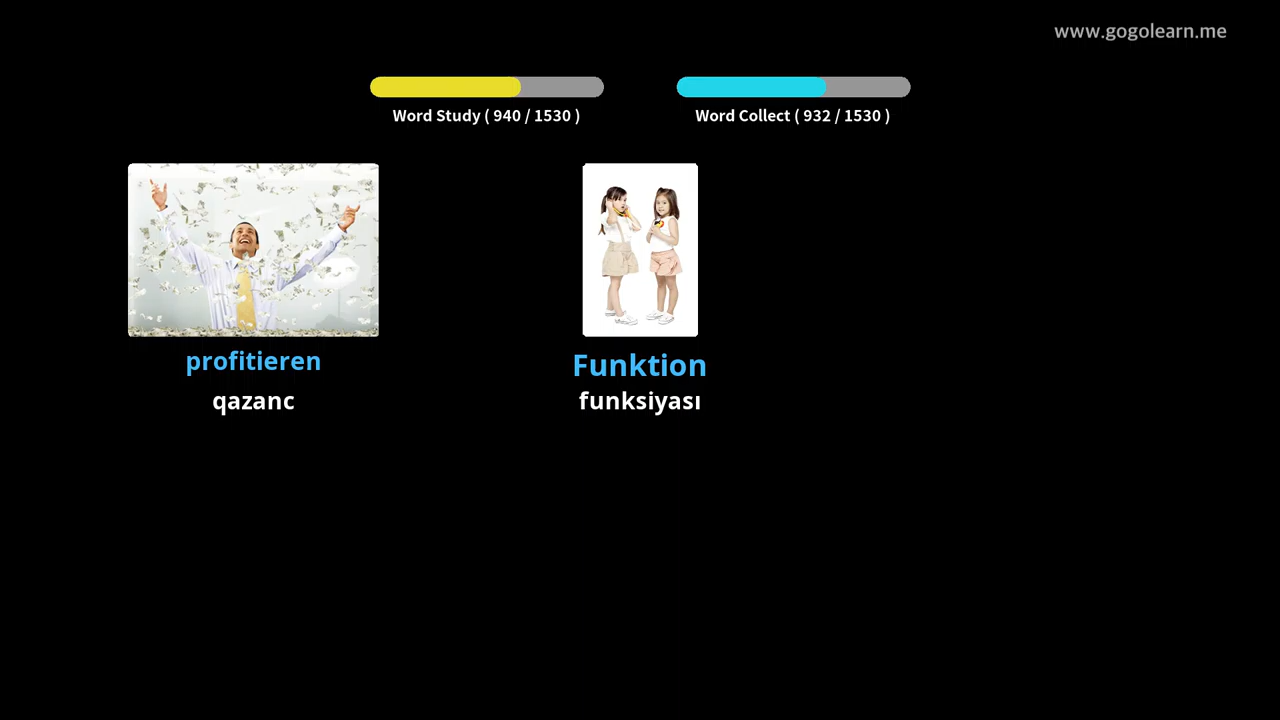 www.gogolearn.me
Word Study ( 940 / 1530 )
Word Collect ( 932 / 1530 )
profitieren
qazanc
Funktion
funksiyası